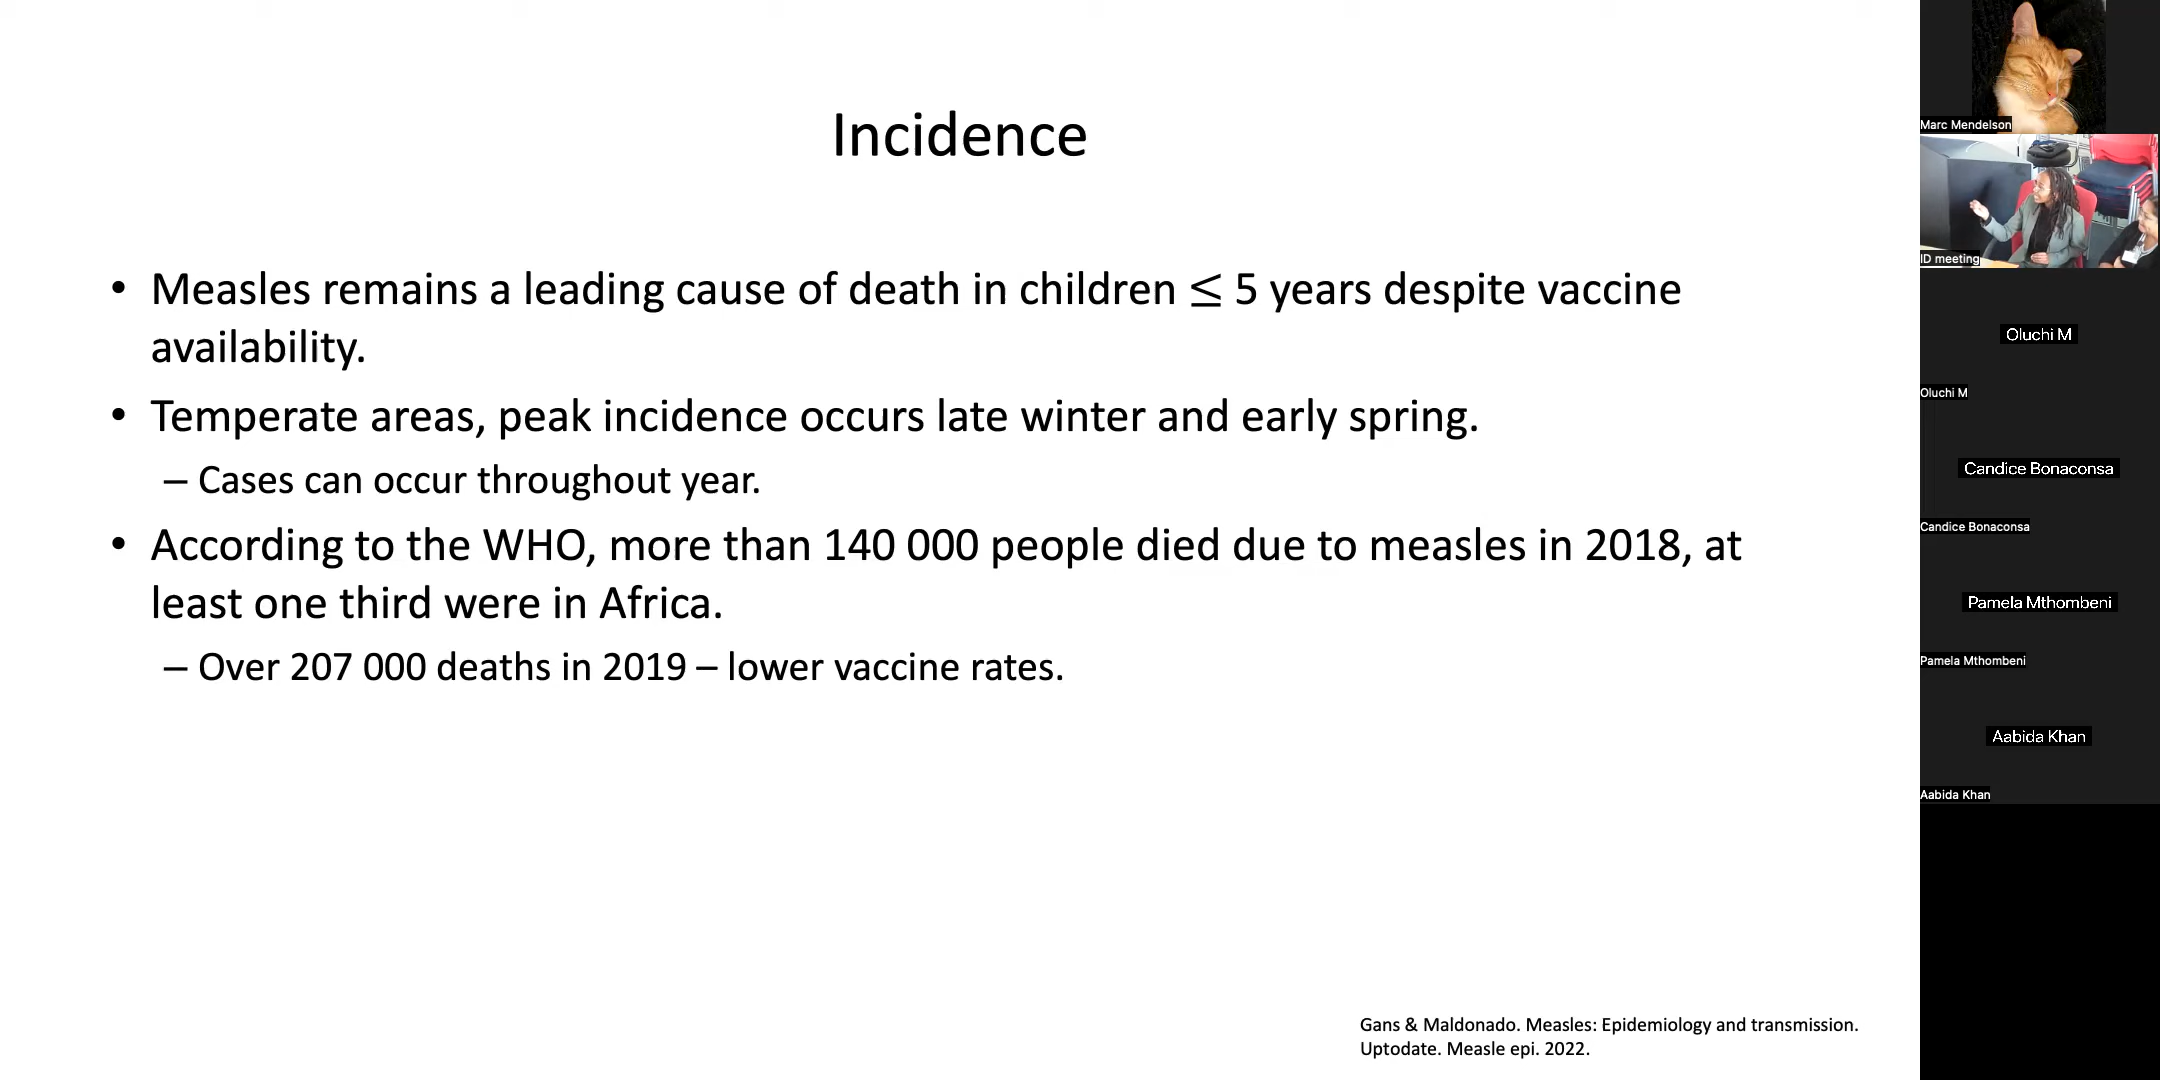 Incidence
• Measles remains a leading cause of death in children ≤ 5 years despite vaccine
availability.
• Temperate areas, peak incidence occurs late winter and early spring.
– Cases can occur throughout year.
• According to the WHO, more than 140 000 people died due to measles in 2018, at
least one third were in Africa.
– Over 207 000 deaths in 2019 – lower vaccine rates.
Gans & Maldonado. Measles: Epidemiology and transmission.
Uptodate. Measle epi. 2022.
Marc Mendelson
ID meeting
Oluchi M
Oluchi M
Candice Bonaconsa
Candice Bonaconsa
Pamela Mthombeni
Pamela Mthombeni
Aabida Khan
Aabida Khan